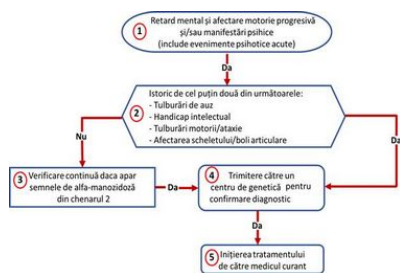 1
Retard mental și afectare motorie progresivă
și/sau manifestări psihice
(include evenimente psihotice acute)
Da
Istoric de cel puțin două din următoarele:
- Tulburări de auz
- Handicap intelectual
2
- Tulburări motorii/ataxie
- Afectarea scheletului/boli articulare
Nu
Da
3
Verificare continuă daca apar
semnele de alfa-manozidoză
din chenarul 2
Da
4
Trimitere către
un centru de genetică pentru
confirmare diagnostic
Da
5
Inițierea tratamentului
de către medicul curant